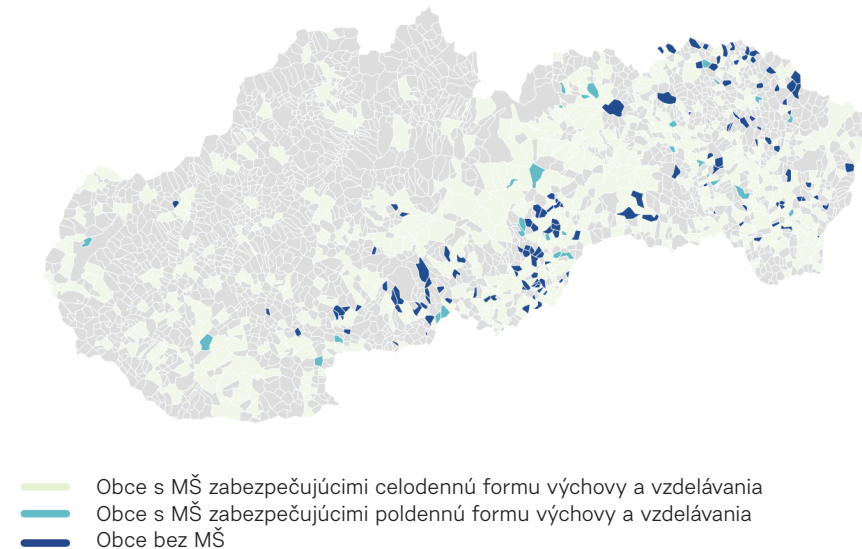 Obce s MŠ zabezpečujúcimi celodennú formu výchovy a vzdelávania
Obce s MŠ zabezpečujúcimi poldennú formu výchovy a vzdelávania
Obce bez MŠ